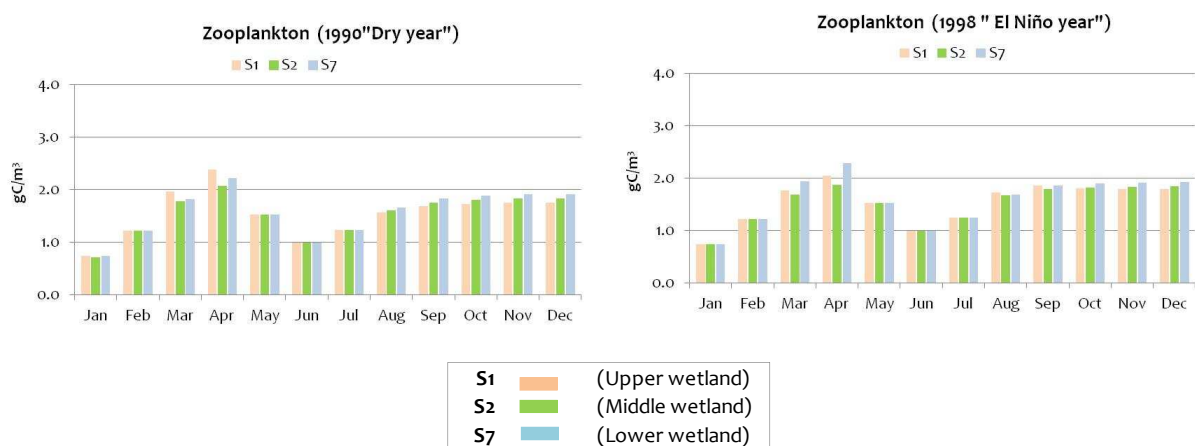 Zooplankton (1990"Dry year")
S1 S2 S7
4.0
3.0
2.0
1.0
0.0
gC/m³
Jan Feb Mar Apr May Jun Jul Aug Sep Oct Nov Dec
Zooplankton (1998 " El Niño year")
S1 S2 S7
4.0
3.0
2.0
1.0
0.0
gC/m³
Jan Feb Mar Apr May Jun Jul Aug Sep Oct Nov Dec
S1 (Upper wetland)
S2 (Middle wetland)
S7 (Lower wetland)